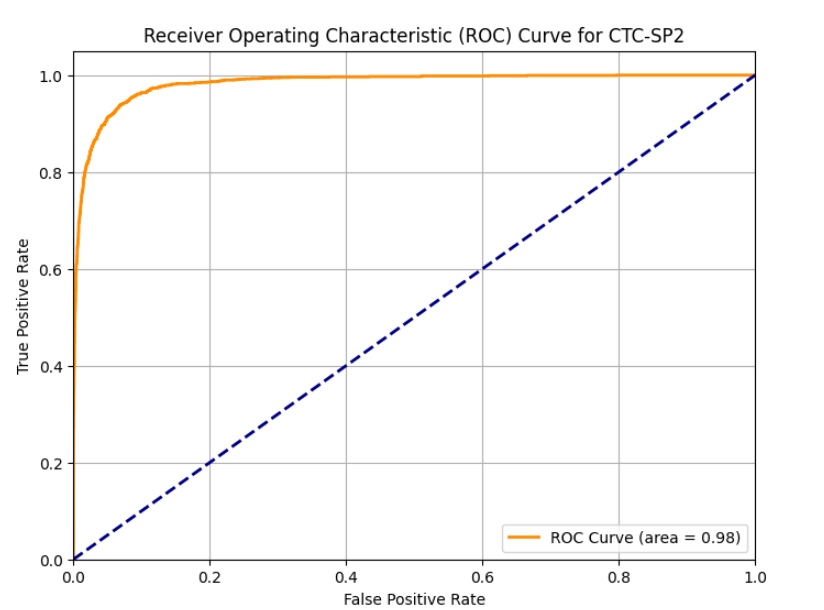 Receiver Operating Characteristic (ROC) Curve for CTC-SP2
True Positive Rate
1.0
0.8
0.6
0.4
0.2
0.0
ROC Curve (area = 0.98)
0.0 0.2 0.4 0.6 0.8 1.0
False Positive Rate